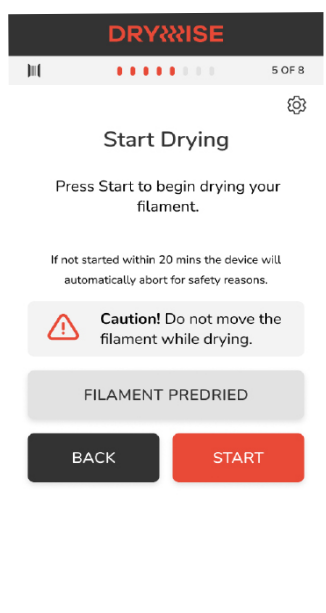 DRYWISE
5 OF 8
Start Drying
Press Start to begin drying your
filament.
If not started within 20 mins the device will
automatically abort for safety reasons.
Caution! Do not move the
filament while drying.
FILAMENT PREDRIED
BACK
START